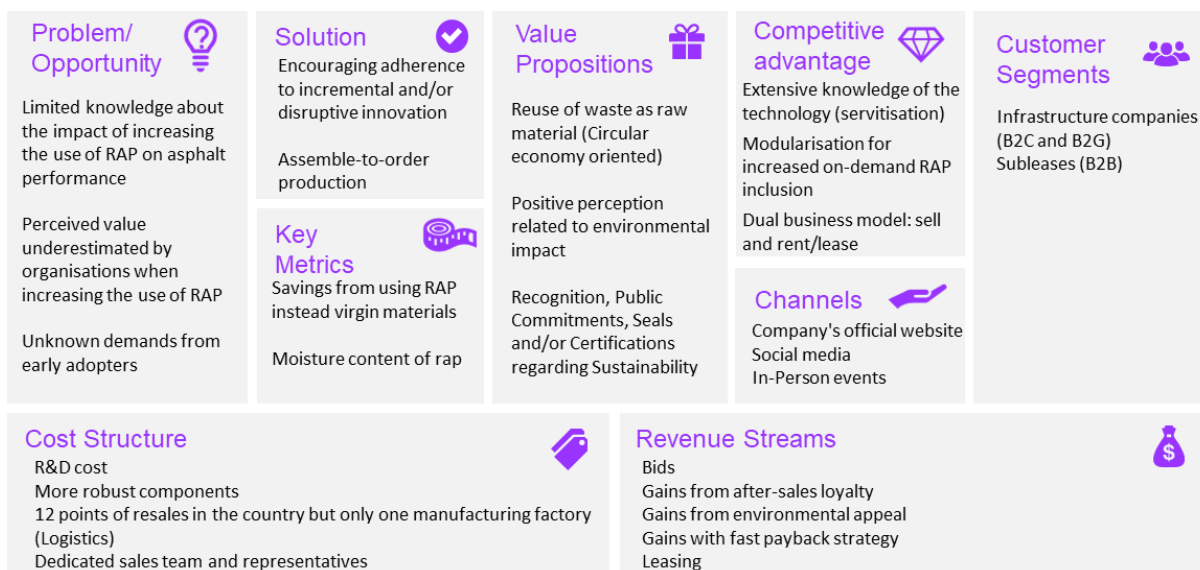 Problem/
Opportunity
Limited knowledge about
the impact of increasing
the use of RAP on asphalt
performance
Perceived value
underestimated by
organisations when
increasing the use of RAP
Unknown demands from
early adopters
Solution
Encouraging adherence
to incremental and/or
disruptive innovation
Assemble-to-order
production
Key
Metrics
Savings from using RAP
instead virgin materials
Moisture content of rap
Value
Propositions
Reuse of waste as raw
material (Circular
economy oriented)
Positive perception
related to environmental
impact
Recognition, Public
Commitments, Seals
and/or Certifications
regarding Sustainability
Competitive
advantage
Extensive knowledge of the
technology (servitisation)
Modularisation for
increased on-demand RAP
inclusion
Dual business model: sell
and rent/lease
Channels
Company's official website
Social media
In-Person events
Customer
Segments
Infrastructure companies
(B2C and B2G)
Subleases (B2B)
Cost Structure
R&D cost
More robust components
12 points of resales in the country but only one manufacturing factory
(Logistics)
Dedicated sales team and representatives
Revenue Streams
$
Bids
Gains from after-sales loyalty
Gains from environmental appeal
Gains with fast payback strategy
Leasing